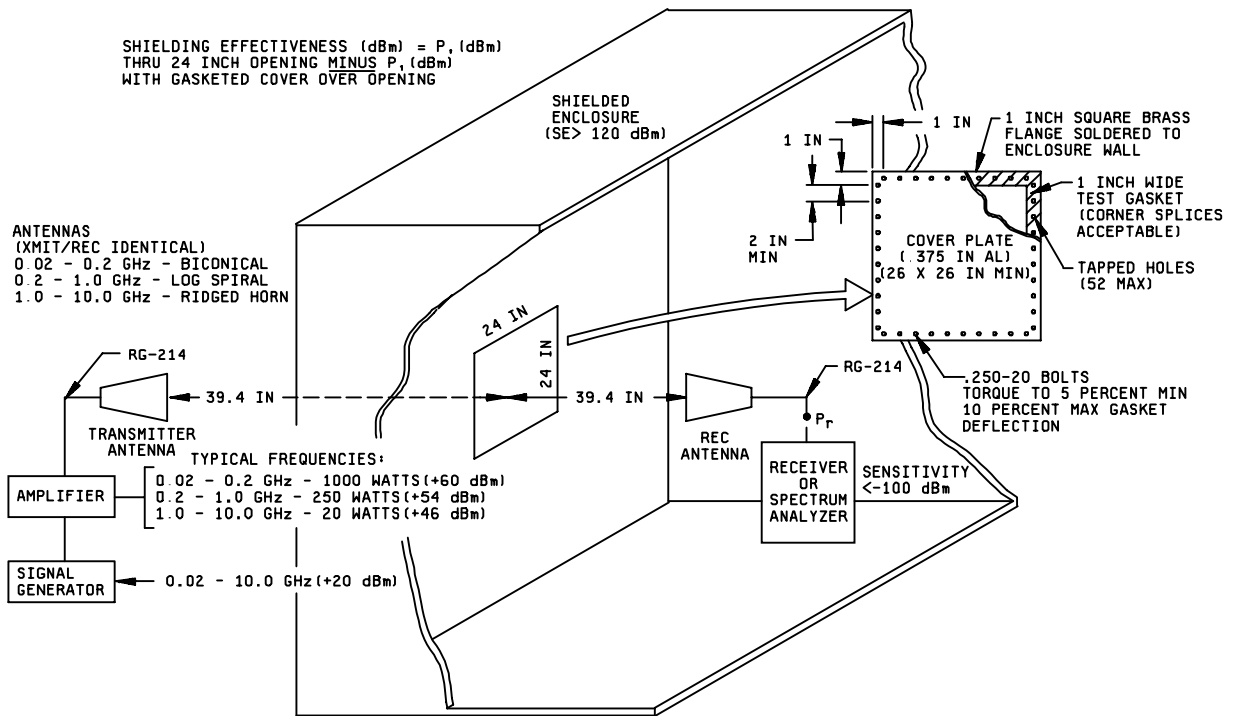 SHIELDING EFFECTIVENESS (dBm) = P, (dBm)
THRU 24 INCH OPENING MINUS P, (dBm)
WITH GASKETED COVER OVER OPENING
SHIELDED
ENCLOSURE
(SE> 120 dBm)
1 IN
1 IN
2 IN
MIN
1 INCH SQUARE BRASS
FLANGE SOLDERED TO
ENCLOSURE WALL
1 INCH WIDE
TEST GASKET
(CORNER SPLICES
ACCEPTABLE)
COVER PLATE
(.375 IN AL)
(26 X 26 IN MIN)
TAPPED HOLES
(52 MAX)
ANTENNAS
(XMIT/REC IDENTICAL)
0.02 - 0.2 GHz - BICONICAL
0.2 - 1.0 GHz - LOG SPIRAL
1.0 - 10.0 GHz - RIDGED HORN
24 IN
24 IN
RG-214
39.4 IN
39.4 IN
RG-214
.250-20 BOLTS
TORQUE TO 5 PERCENT MIN
10 PERCENT MAX GASKET
DEFLECTION
TRANSMITTER
ANTENNA
REC
ANTENNA
Pr
TYPICAL FREQUENCIES:
0.02 - 0.2 GHz - 1000 WATTS(+60 dBm)
0.2 - 1.0 GHz - 250 WATTS(+54 dBm)
1.0 - 10.0 GHz - 20 WATTS(+46 dBm)
AMPLIFIER
RECEIVER
OR
SPECTRUM
ANALYZER
SENSITIVITY
<-100 dBm
SIGNAL
GENERATOR
0.02 - 10.0 GHz(+20 dBm)